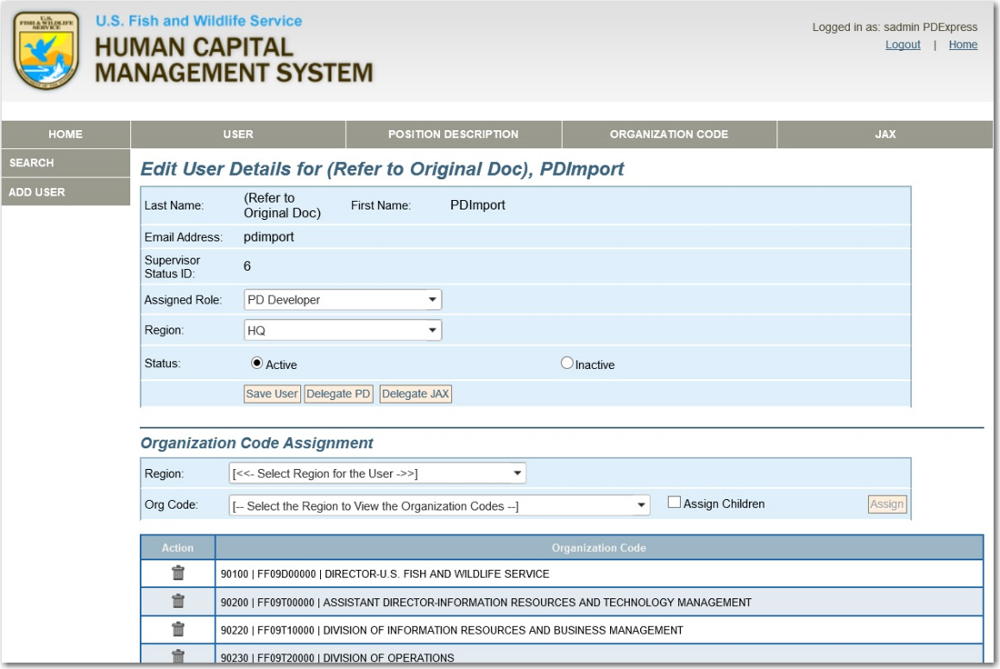 U.S.
FISH & WILDLIFE
SERVICE
U.S. Fish and Wildlife Service
HUMAN CAPITAL
MANAGEMENT SYSTEM
Logged in as: sadmin PDExpress
Logout | Home
HOME USER POSITION DESCRIPTION ORGANIZATION CODE JAX
SEARCH
ADD USER
Edit User Details for (Refer to Original Doc), PDImport
Last Name: (Refer to Original Doc) First Name: PDImport
Email Address: pdimport
Supervisor Status ID: 6
Assigned Role: PD Developer
Region: HQ
Status: Active Inactive
Save User Delegate PD Delegate JAX
Organization Code Assignment
Region: [<<- Select Region for the User ->>]
Org Code: [-- Select the Region to View the Organization Codes --] Assign Children Assign
Action Organization Code
90100 | FF09D00000 | DIRECTOR-U.S. FISH AND WILDLIFE SERVICE
90200 | FF09T00000 | ASSISTANT DIRECTOR-INFORMATION RESOURCES AND TECHNOLOGY MANAGEMENT
90220 | FF09T10000 | DIVISION OF INFORMATION RESOURCES AND BUSINESS MANAGEMENT
90230 | FF09T20000 | DIVISION OF OPERATIONS